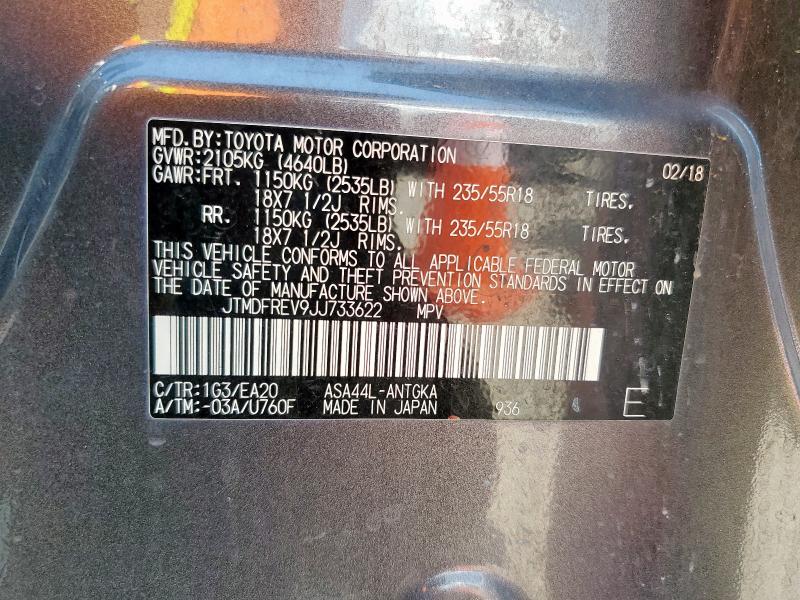 MFD. BY: TOYOTA MOTOR CORPORATION 02/18
GVWR: 2105KG (4640LB)
GAWR: FRT. 1150KG (2535LB) WITH 235/55R18 TIRES,
18X7 1/2J RIMS.
RR. 1150KG (2535LB) WITH 235/55R18 TIRES,
18X7 1/2J RIMS.
THIS VEHICLE CONFORMS TO ALL APPLICABLE FEDERAL MOTOR
VEHICLE SAFETY AND THEFT PREVENTION STANDARDS IN EFFECT ON
THE DATE OF MANUFACTURE SHOWN ABOVE.
JTMDFREV9JJ733622 MPV
C/TR: 1G3/EA20 ASA44L-ANTGKA
A/TM: -03A/U760F MADE IN JAPAN 936 4 E